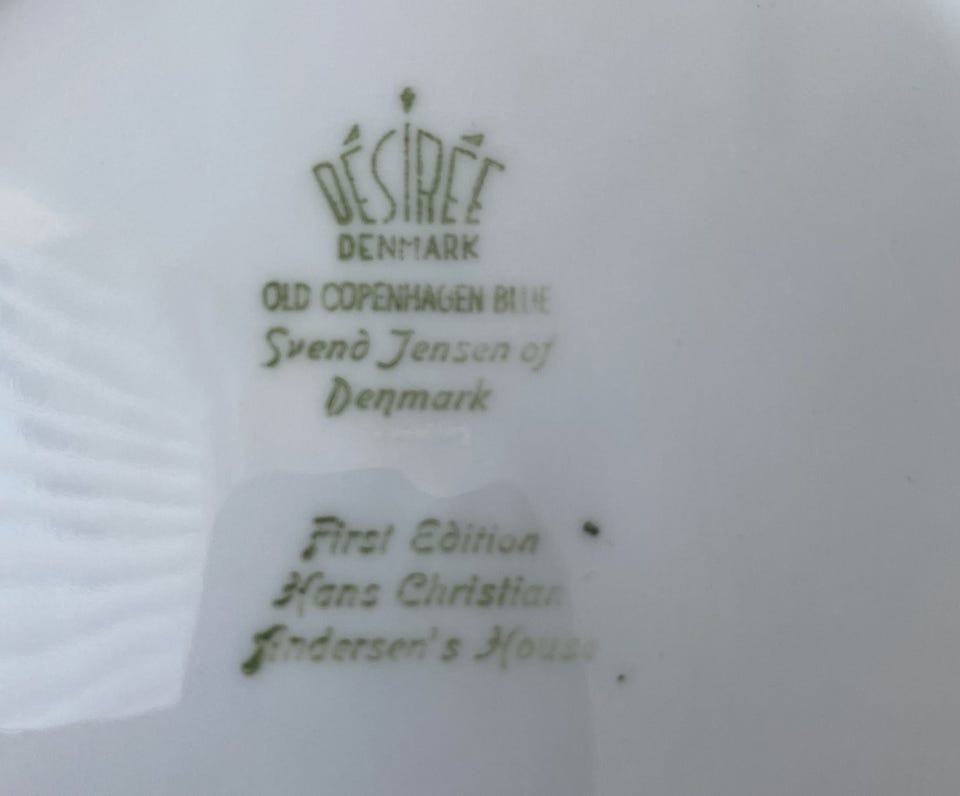 DÉSIRÉE
DENMARK
OLD COPENHAGEN BLUE
Svend Jensen of
Denmark
First Edition
Hans Christian
Andersen's House